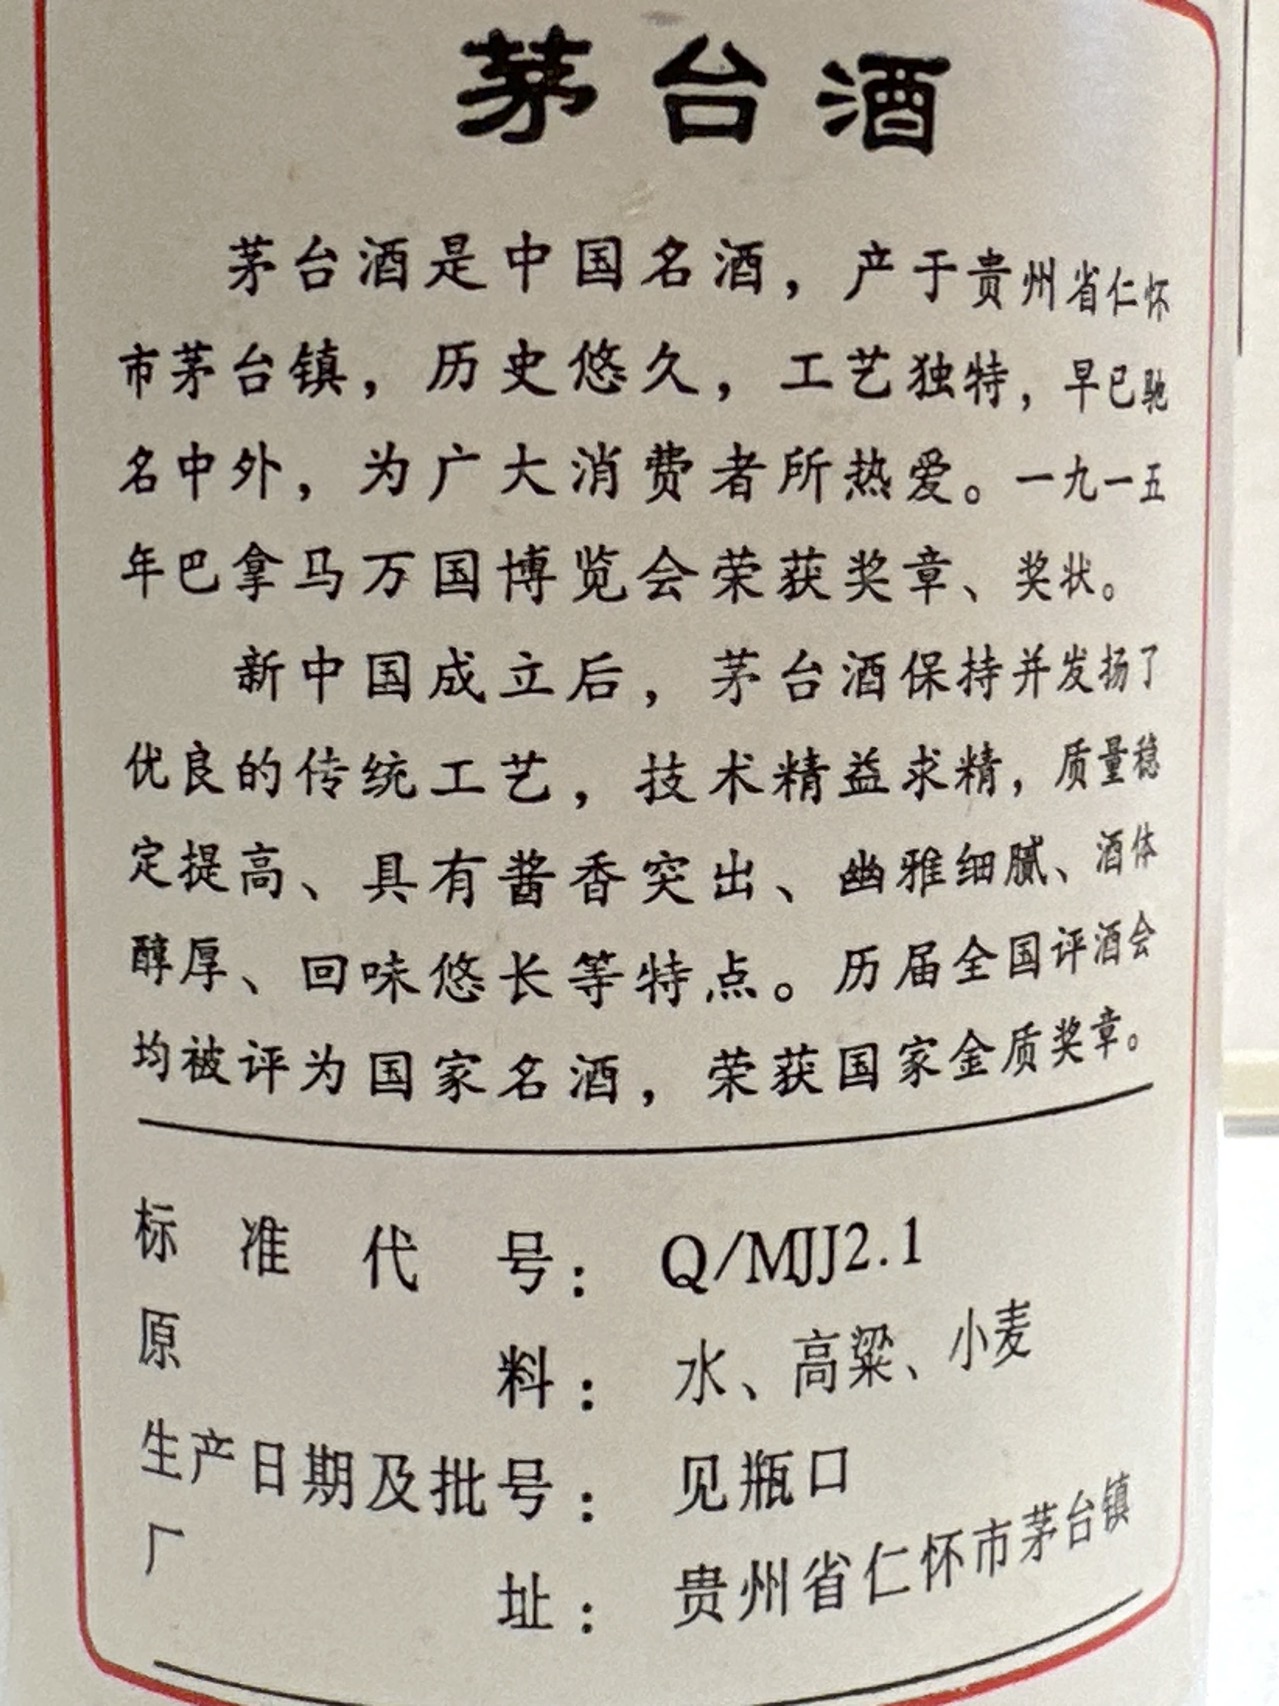 茅台酒
茅台酒是中国名酒，产于贵州省仁怀
市茅台镇，历史悠久，工艺独特，早已驰
名中外，为广大消费者所热爱。一九一五
年巴拿马万国博览会荣获奖章、奖状。
新中国成立后，茅台酒保持并发扬了
优良的传统工艺，技术精益求精，质量稳
定提高、具有酱香突出、幽雅细腻、酒体
醇厚、回味悠长等特点。历届全国评酒会
均被评为国家名酒，荣获国家金质奖章。
标准代号：Q/MJJ2.1
原料：水、高粱、小麦
生产日期及批号：见瓶口
厂址：贵州省仁怀市茅台镇